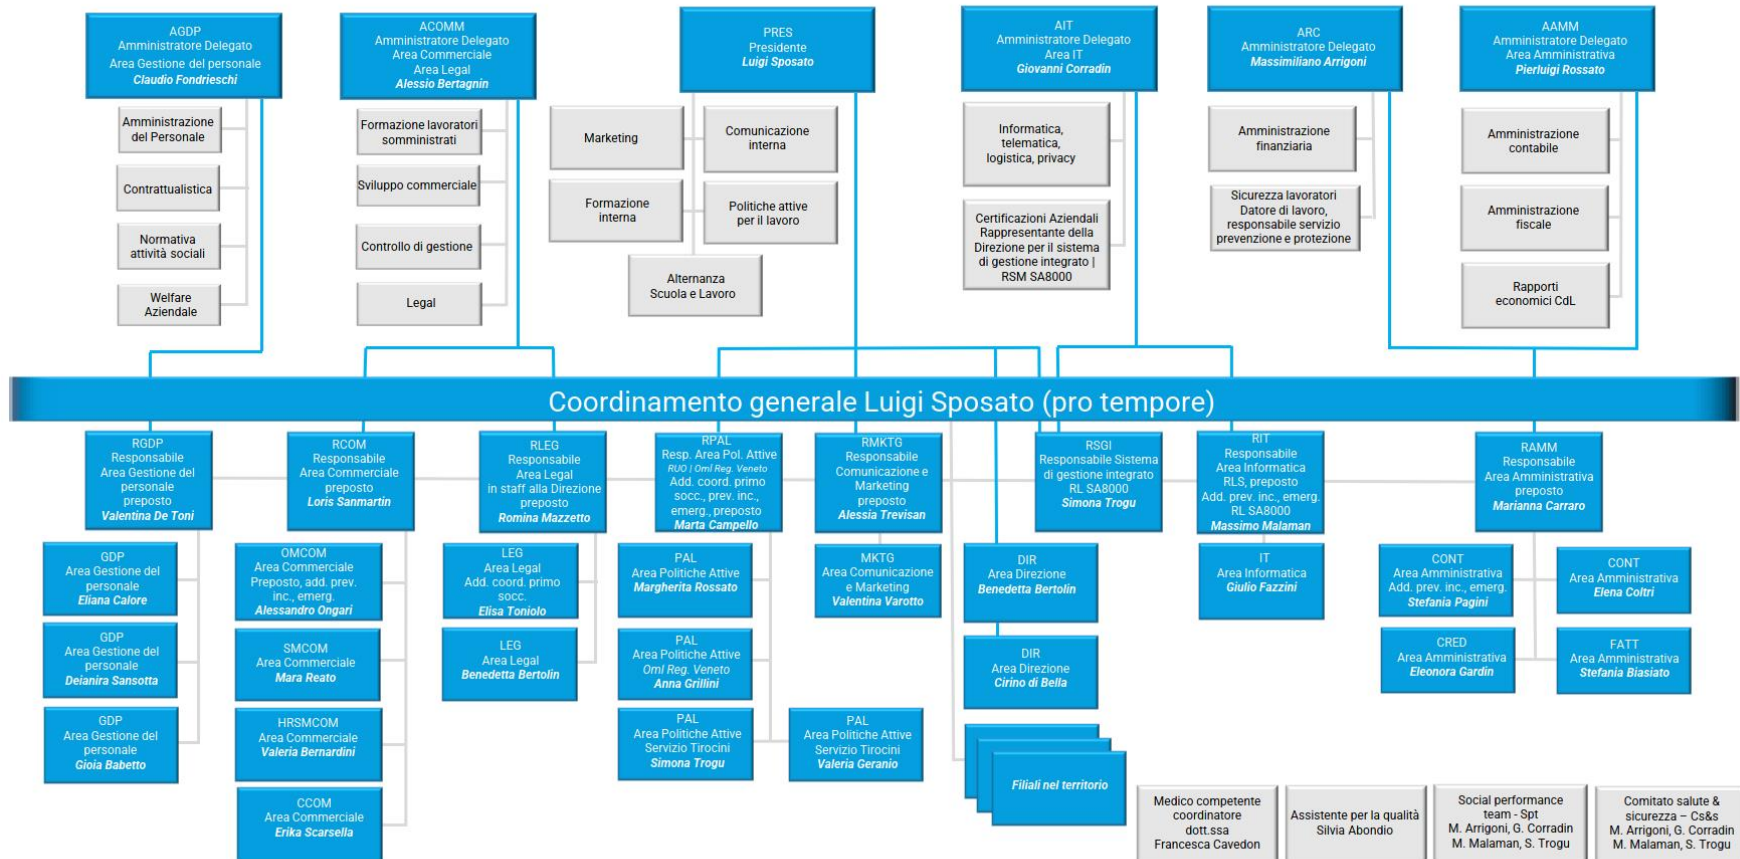 AGDP
Amministratore Delegato
Area Gestione del personale
Claudio Fondrieschi
ACOMM
Amministratore Delegato
Area Commerciale
Area Legal
Alessio Bertagnin
PRES
Presidente
Luigi Sposato
AIT
Amministratore Delegato
Area IT
Giovanni Corradin
ARC
Amministratore Delegato
Massimiliano Arrigoni
AAMM
Amministratore Delegato
Area Amministrativa
Pierluigi Rossato
Amministrazione
del Personale
Contrattualistica
Normativa
attività sociali
Welfare
Aziendale
Formazione lavoratori
somministrati
Sviluppo commerciale
Controllo di gestione
Legal
Marketing
Comunicazione
interna
Formazione
interna
Politiche attive
per il lavoro
Alternanza
Scuola e Lavoro
Informatica,
telematica,
logistica, privacy
Certificazioni Aziendali
Rappresentante della
Direzione per il sistema
di gestione integrato |
RSM SA8000
Amministrazione
finanziaria
Sicurezza lavoratori
Datore di lavoro,
responsabile servizio
prevenzione e protezione
Amministrazione
contabile
Amministrazione
fiscale
Rapporti
economici CdL
Coordinamento generale Luigi Sposato (pro tempore)
RGDP
Responsabile
Area Gestione del
personale
preposto
Valentina De Toni
RCOM
Responsabile
Area Commerciale
preposto
Loris Sanmartin
RLEG
Responsabile
Area Legal
in staff alla Direzione
preposto
Romina Mazzetto
RPAL
Resp. Area Pol. Attive
RUO | Oml Reg. Veneto
Add. coord. primo
socc., prev. inc.,
emerg., preposto
Marta Campello
RMKTG
Responsabile
Comunicazione e
Marketing
preposto
Alessia Trevisan
RSGI
Responsabile Sistema
di gestione integrato
RL SA8000
Simona Trogu
RIT
Responsabile
Area Informatica
RLS, preposto
Add. prev. inc., emerg.
RL SA8000
Massimo Malaman
RAMM
Responsabile
Area Amministrativa
preposto
Marianna Carraro
GDP
Area Gestione del
personale
Eliana Calore
GDP
Area Gestione del
personale
Deianira Sansotta
GDP
Area Gestione del
personale
Gioia Babetto
OMCOM
Area Commerciale
Preposto, add. prev.
inc., emerg.
Alessandro Ongari
SMCOM
Area Commerciale
Mara Reato
HRSMCOM
Area Commerciale
Valeria Bernardini
CCOM
Area Commerciale
Erika Scarsella
LEG
Area Legal
Add. coord. primo
socc.
Elisa Toniolo
LEG
Area Legal
Benedetta Bertolin
PAL
Area Politiche Attive
Margherita Rossato
PAL
Area Politiche Attive
Oml Reg. Veneto
Anna Grillini
PAL
Area Politiche Attive
Servizio Tirocini
Simona Trogu
PAL
Area Politiche Attive
Servizio Tirocini
Valeria Geranio
MKTG
Area Comunicazione
e Marketing
Valentina Varotto
DIR
Area Direzione
Benedetta Bertolin
DIR
Area Direzione
Cirino di Bella
Filiali nel territorio
IT
Area Informatica
Giulio Fazzini
CONT
Area Amministrativa
Add. prev. inc., emerg.
Stefania Pagini
CONT
Area Amministrativa
Elena Coltri
CRED
Area Amministrativa
Eleonora Gardin
FATT
Area Amministrativa
Stefania Biasiato
Medico competente
coordinatore
dott.ssa
Francesca Cavedon
Assistente per la qualità
Silvia Abondio
Social performance
team - Spt
M. Arrigoni, G. Corradin
M. Malaman, S. Trogu
Comitato salute &
sicurezza – Cs&s
M. Arrigoni, G. Corradin
M. Malaman, S. Trogu